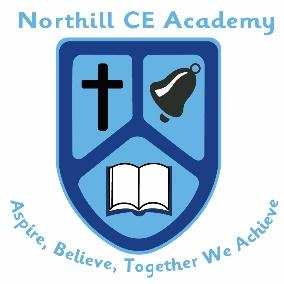 Northill CE Academy
Aspire, Believe, Together We Achieve